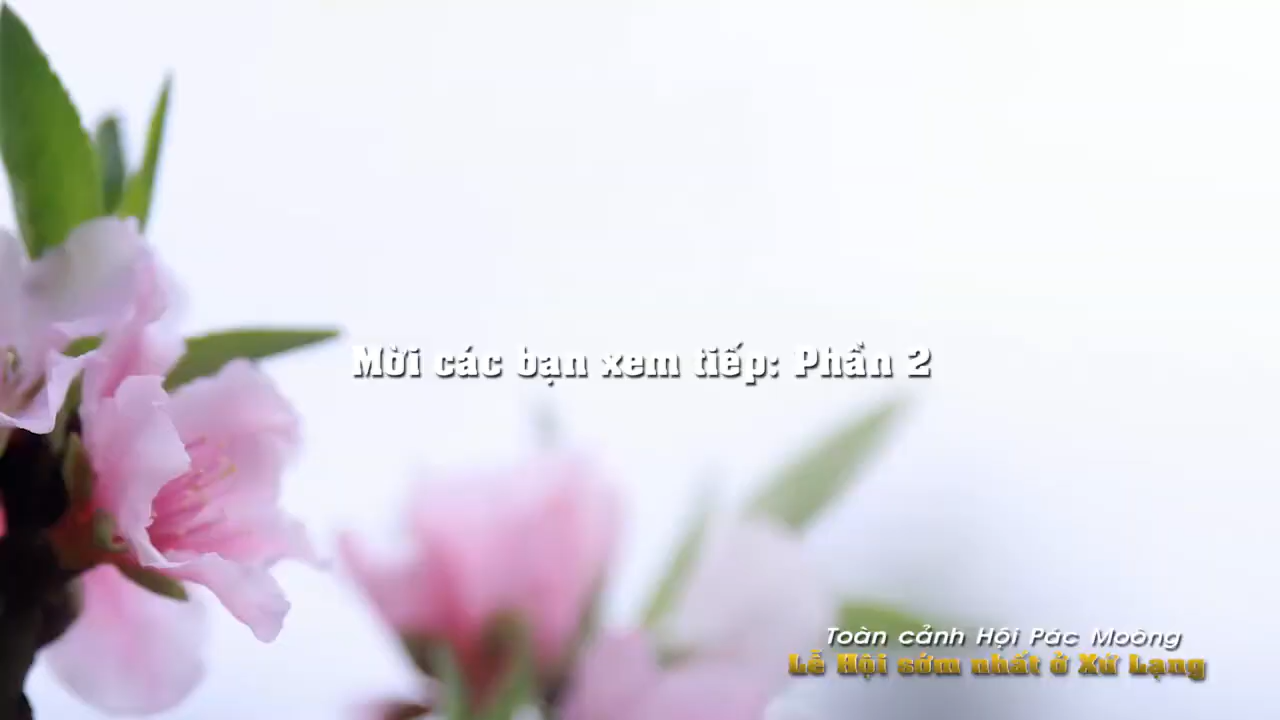 Mời các bạn xem tiếp: Phần 2
Toàn cảnh Hội Pác Moòng
Lễ Hội sớm nhất ở Xứ Lạng